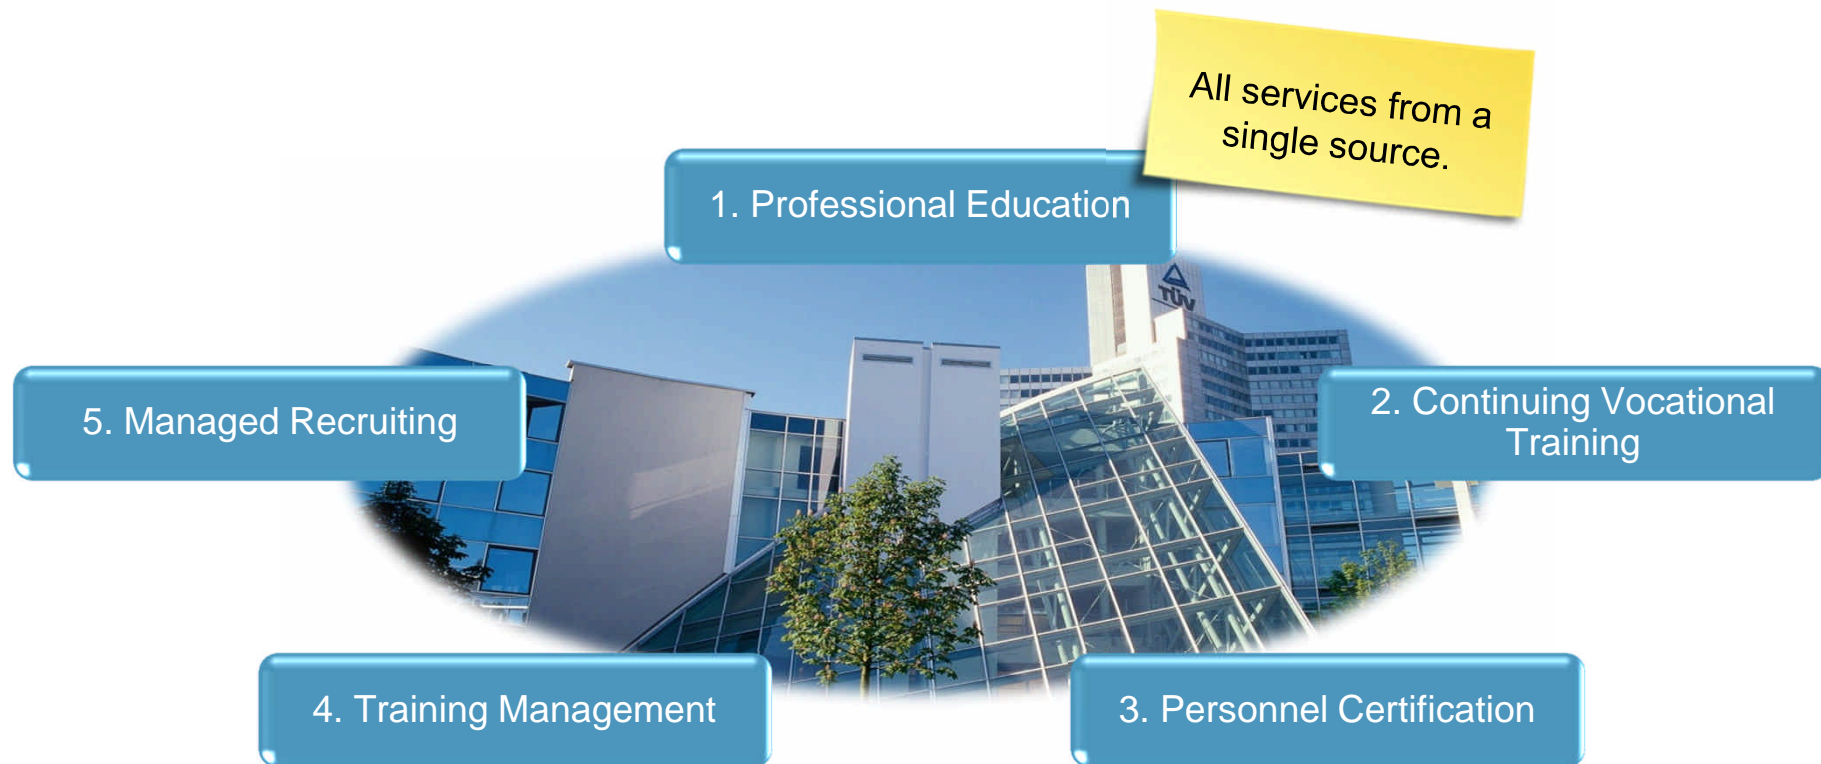 All services from a
single source.
1. Professional Education
TÜV
5. Managed Recruiting
2. Continuing Vocational
Training
4. Training Management
3. Personnel Certification